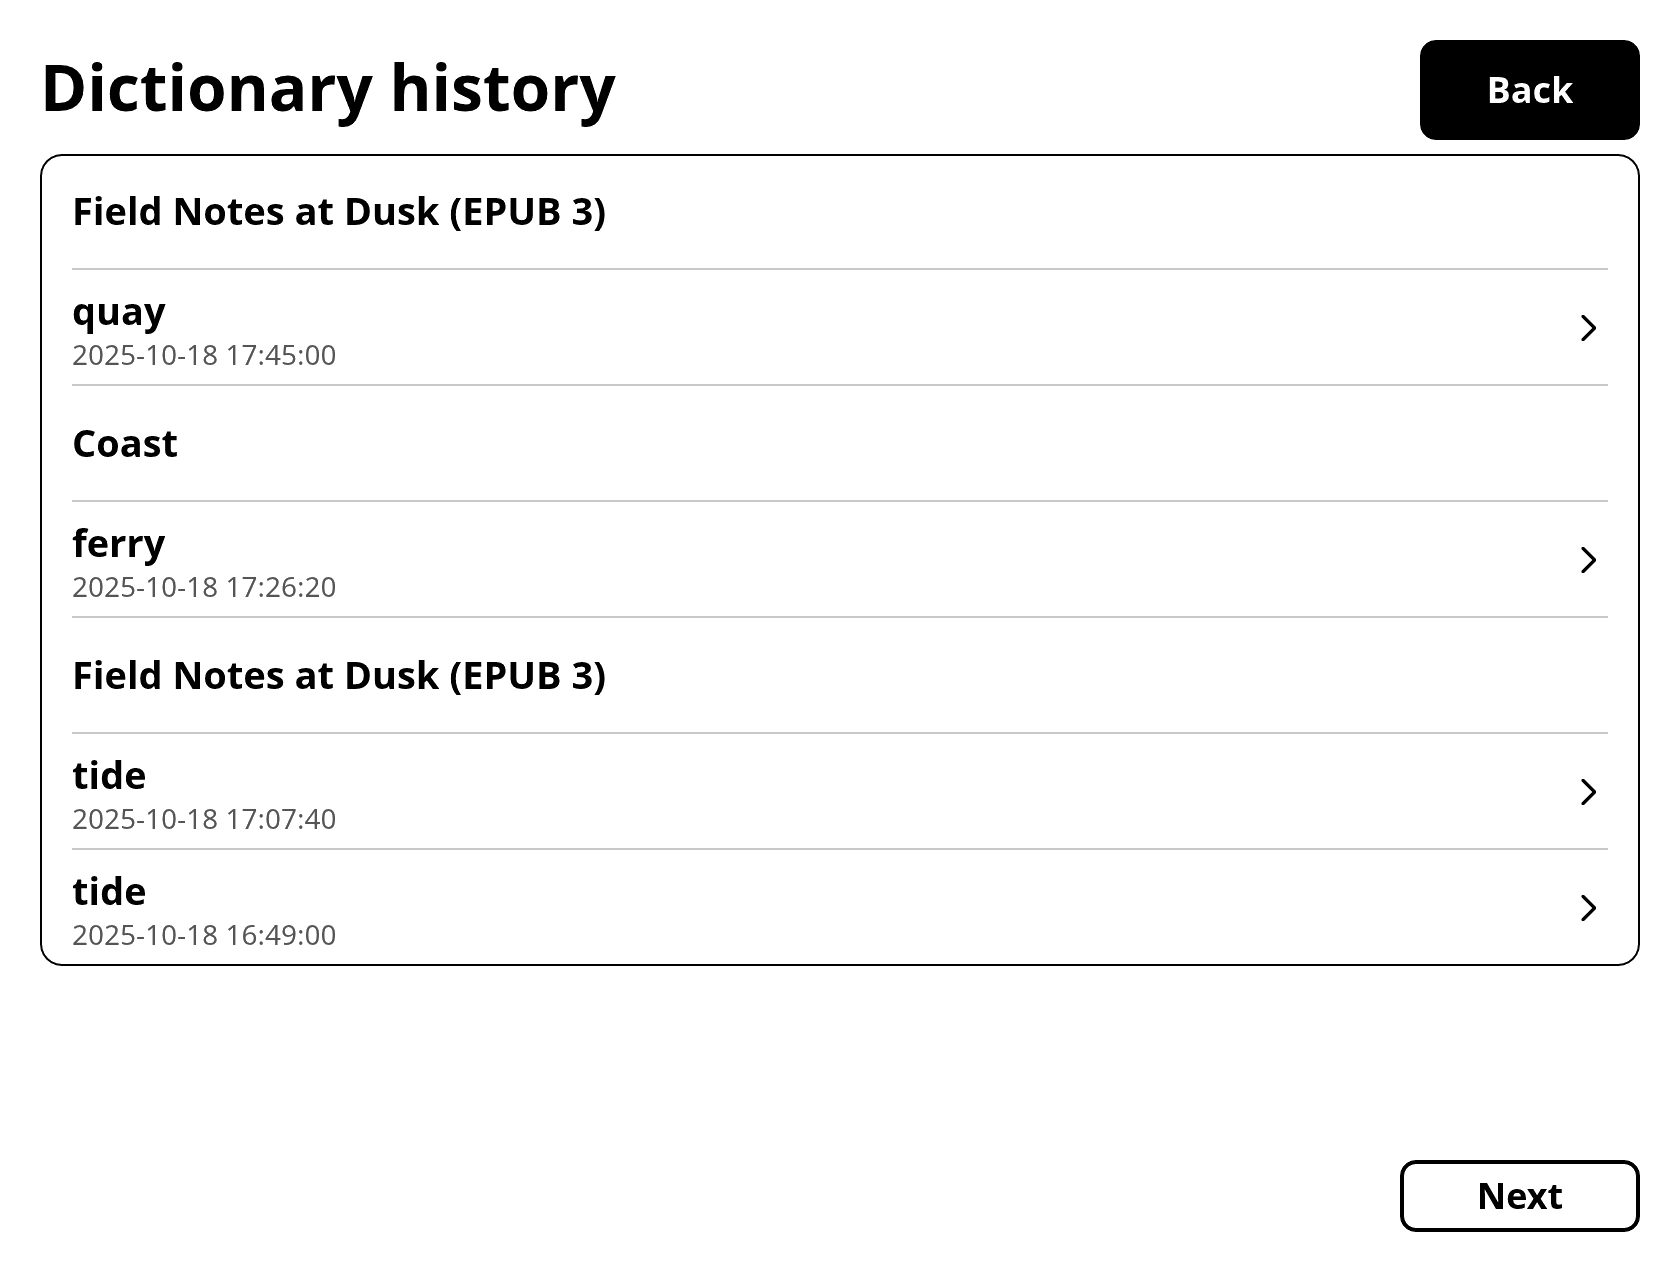 Dictionary history
Back
Field Notes at Dusk (EPUB 3)
quay
2025-10-18 17:45:00
Coast
ferry
2025-10-18 17:26:20
Field Notes at Dusk (EPUB 3)
tide
2025-10-18 17:07:40
tide
2025-10-18 16:49:00
Next